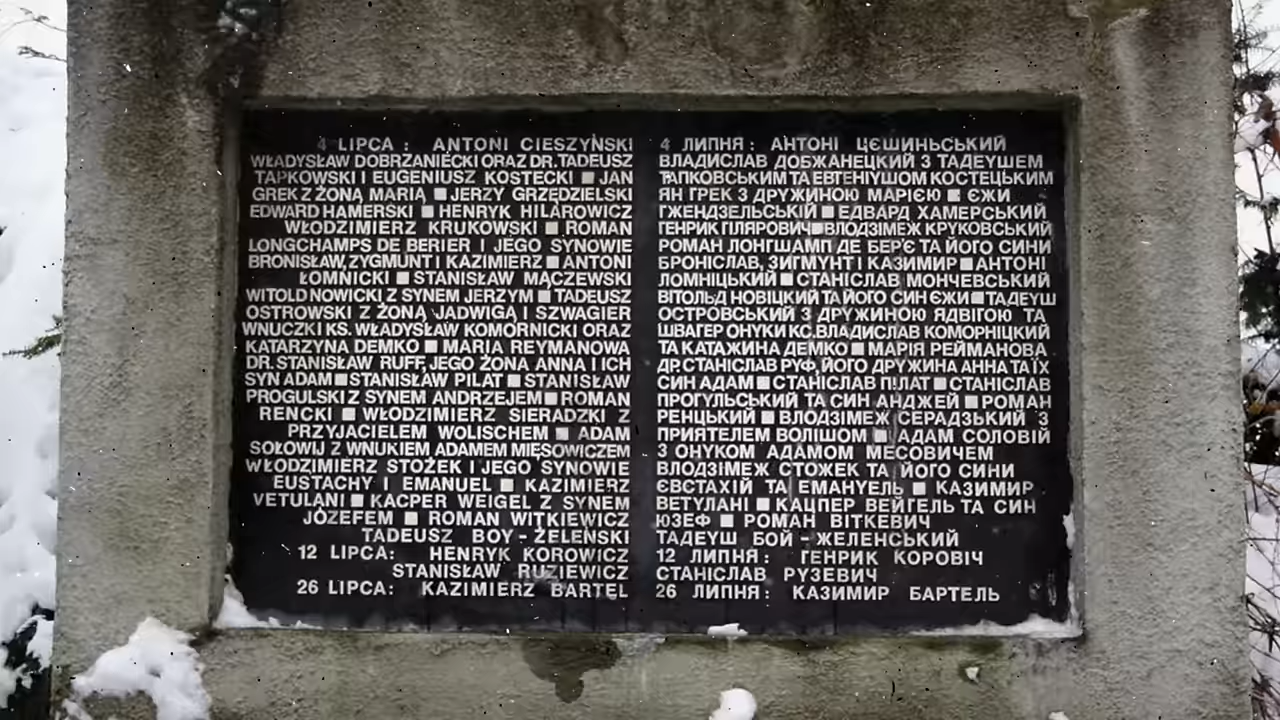 4 LIPCA : ANTONI CIESZYŃSKI
WŁADYSŁAW DOBRZANIECKI ORAZ DR. TADEUSZ
TAPKOWSKI I EUGENIUSZ KOSTECKI ■ JAN
GREK Z ŻONĄ MARIĄ ■ JERZY GRZĘDZIELSKI
EDWARD HAMERSKI ■ HENRYK HILAROWICZ
WŁODZIMIERZ KRUKOWSKI ■ ROMAN
LONGCHAMPS DE BERIER I JEGO SYNOWIE
BRONISŁAW, ZYGMUNT I KAZIMIERZ ■ ANTONI
ŁOMNICKI ■ STANISŁAW MĄCZEWSKI
WITOLD NOWICKI Z SYNEM JERZYM ■ TADEUSZ
OSTROWSKI Z ŻONĄ JADWIGĄ I SZWAGIER
WNUCZKI KS. WŁADYSŁAW KOMORNICKI ORAZ
KATARZYNA DEMKO ■ MARIA REYMANOWA
DR. STANISŁAW RUFF, JEGO ŻONA ANNA I ICH
SYN ADAM ■ STANISŁAW PILAT ■ STANISŁAW
PROGULSKI Z SYNEM ANDRZEJEM ■ ROMAN
RENCKI ■ WŁODZIMIERZ SIERADZKI Z
PRZYJACIELEM WOLISCHEM ■ ADAM
SOŁOWIJ Z WNUKIEM ADAMEM MIĘSOWICZEM
WŁODZIMIERZ STOŻEK I JEGO SYNOWIE
EUSTACHY I EMANUEL ■ KAZIMIERZ
VETULANI ■ KACPER WEIGEL Z SYNEM
JÓZEFEM ■ ROMAN WITKIEWICZ
TADEUSZ BOY - ŻELEŃSKI
12 LIPCA: HENRYK KOROWICZ
STANISŁAW RUZIEWICZ
26 LIPCA: KAZIMIERZ BARTEL
4 ЛИПНЯ : АНТОНІ ЦЄШИНЬСЬКИЙ
ВЛАДИСЛАВ ДОБЖАНЕЦКИЙ З ТАДЕУШЕМ
ТАПКОВСЬКИМ ТА ЕВГЕНІУШОМ КОСТЕЦЬКИМ
ЯН ГРЕК З ДРУЖИНОЮ МАРІЄЮ ■ ЄЖИ
ГЖЕНДЗЕЛЬСЬКІЙ ■ ЕДВАРД ХАМЕРСЬКИЙ
ГЕНРИК ГІЛЯРОВИЧ ■ ВЛОДЗІМЕЖ КРУКОВСЬКИЙ
РОМАН ЛОНГШАМП ДЕ БЕР'Є ТА ЙОГО СИНИ
БРОНІСЛАВ, ЗИГМУНТ І КАЗИМИР ■ АНТОНІ
ЛОМНІЦЬКИЙ ■ СТАНІСЛАВ МОНЧЕВСЬКИЙ
ВІТОЛЬД НОВІЦКИЙ ТА ЙОГО СИН ЄЖИ ■ ТАДЕУШ
ОСТРОВСЬКИЙ З ДРУЖИНОЮ ЯДВІГОЮ ТА
ШВАГЕР ОНУКИ КС. ВЛАДИСЛАВ КОМОРНІЦКИЙ
ТА КАТАЖИНА ДЕМКО ■ МАРІЯ РЕЙМАНОВА
ДР. СТАНІСЛАВ РУФ, ЙОГО ДРУЖИНА АННА ТА ЇХ
СИН АДАМ ■ СТАНІСЛАВ ПІЛАТ ■ СТАНІСЛАВ
ПРОГУЛЬСЬКИЙ ТА СИН АНДЖЕЙ ■ РОМАН
РЕНЦЬКИЙ ■ ВЛОДЗІМЕЖ СЕРАДЗЬКИЙ З
ПРИЯТЕЛЕМ ВОЛІШОМ ■ АДАМ СОЛОВІЙ
З ОНУКОМ АДАМОМ МЕСОВИЧЕМ
ВЛОДЗІМЕЖ СТОЖЕК ТА ЙОГО СИНИ
ЄВСТАХІЙ ТА ЕМАНУЕЛЬ ■ КАЗИМИР
ВЕТУЛАНІ ■ КАЦПЕР ВЕЙГЕЛЬ ТА СИН
ЮЗЕФ ■ РОМАН ВІТКЕВИЧ
ТАДЕУШ БОЙ - ЖЕЛЕНСЬКИЙ
12 ЛИПНЯ: ГЕНРИК КОРОВІЧ
СТАНІСЛАВ РУЗЕВИЧ
26 ЛИПНЯ: КАЗИМИР БАРТЕЛЬ